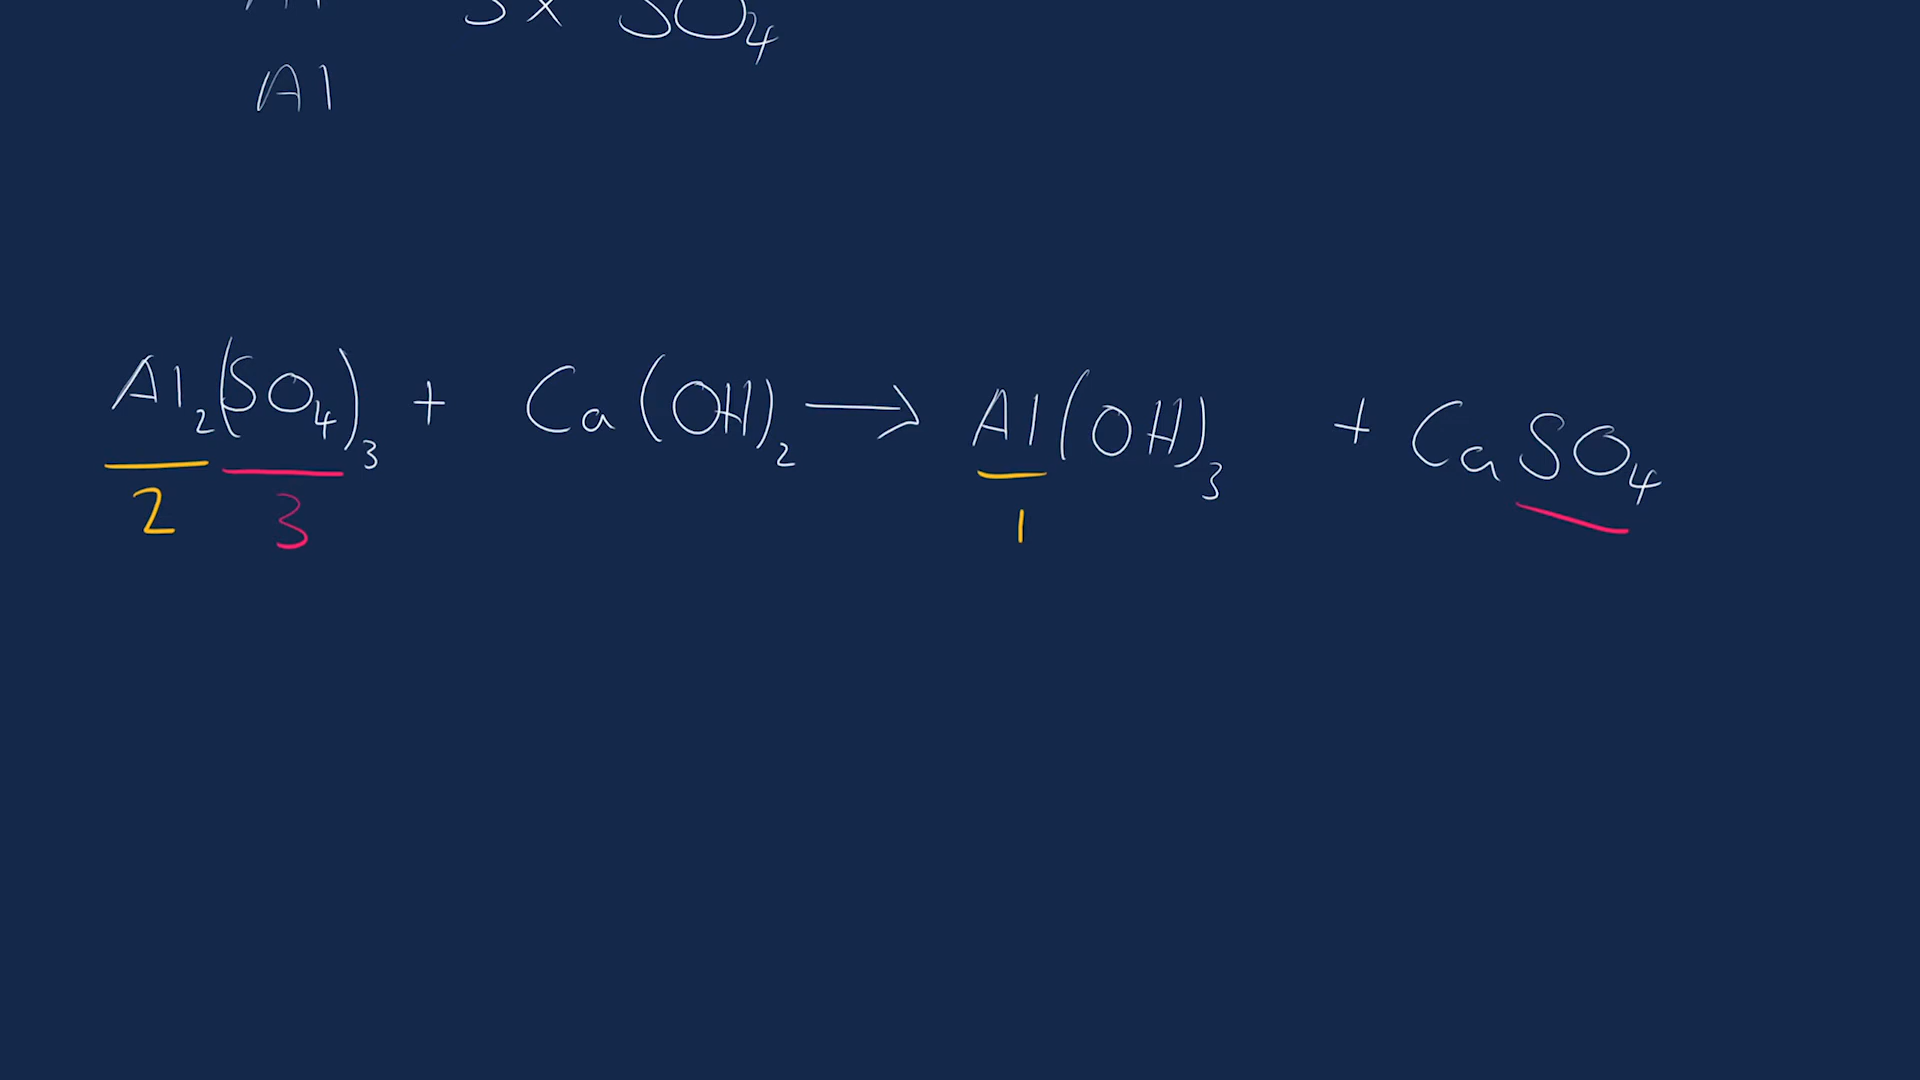 3 x SO₄
Al
Al₂(SO₄)₃ + Ca(OH)₂ → Al(OH)₃ + CaSO₄
2 3 1